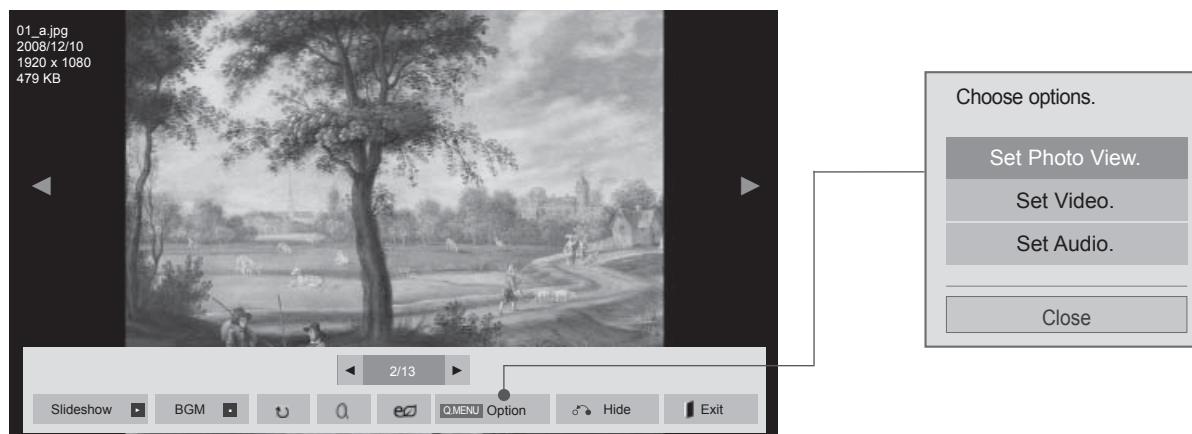 01_a.jpg
2008/12/10
1920 x 1080
479 KB
2/13
Slideshow
BGM
Q.MENU Option
Hide
Exit
Choose options.
Set Photo View.
Set Video.
Set Audio.
Close